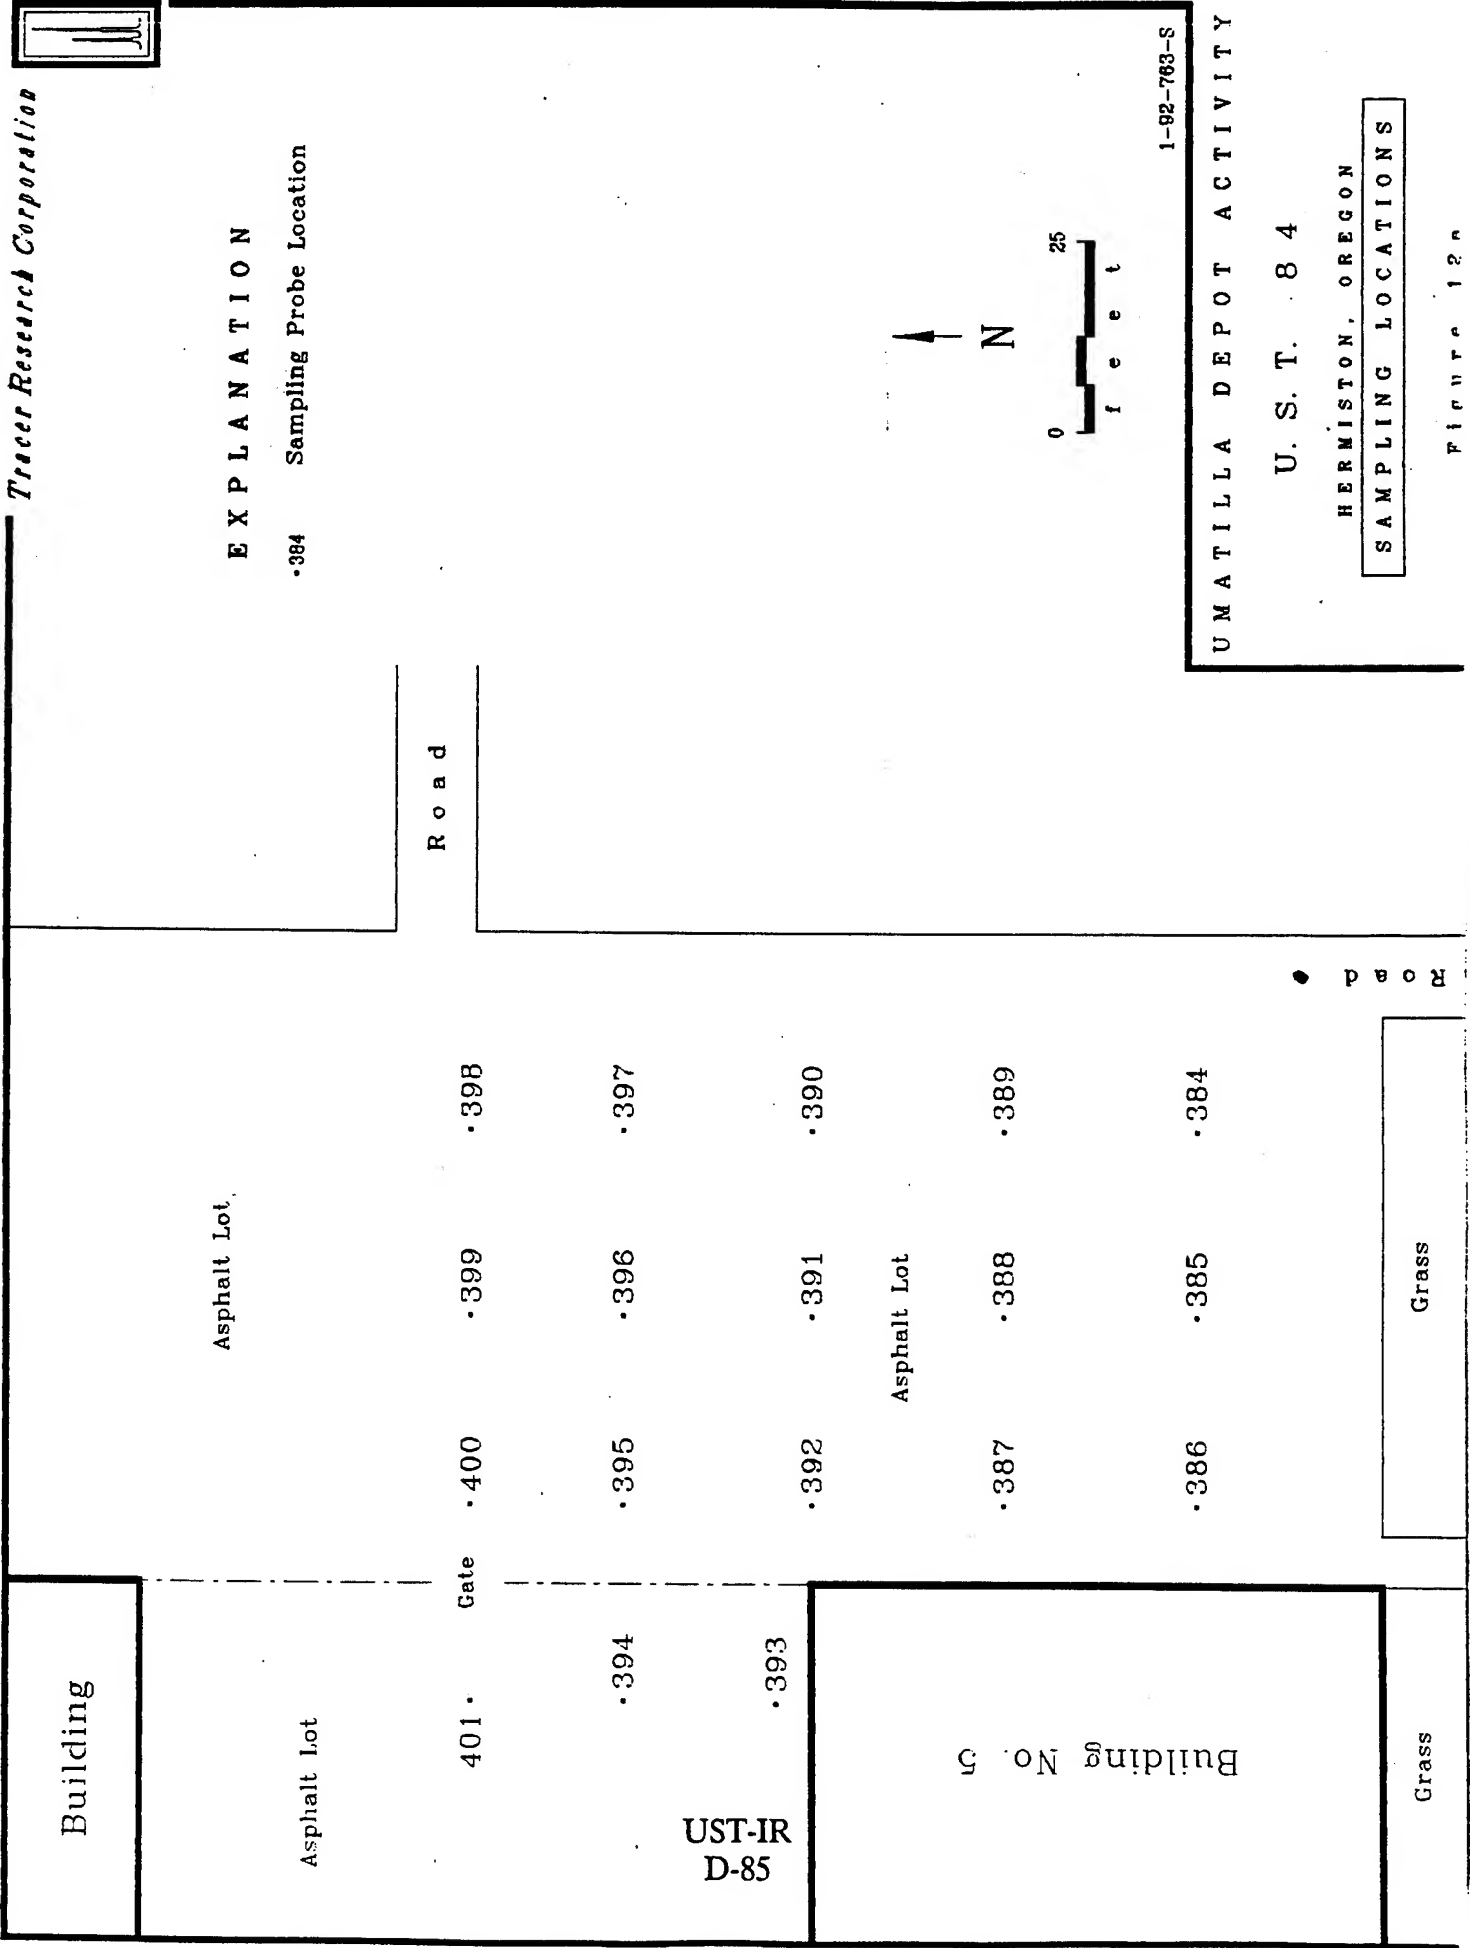 Tracer Research Corporation
EXPLANATION
·384 Sampling Probe Location
Building
Asphalt Lot
Asphalt Lot
Road
401· Gate ·400 ·399 ·398
·394 ·395 ·396 ·397
·393 ·392 ·391 ·390
Asphalt Lot
·387 ·388 ·389
·386 ·385 ·384
Building No. 5
Road
Grass
Grass
N
0 25
feet
1-92-763-S
UMATILLA DEPOT ACTIVITY
U.S.T. 84
HERMISTON, OREGON
SAMPLING LOCATIONS
Figure
UST-IR
D-85